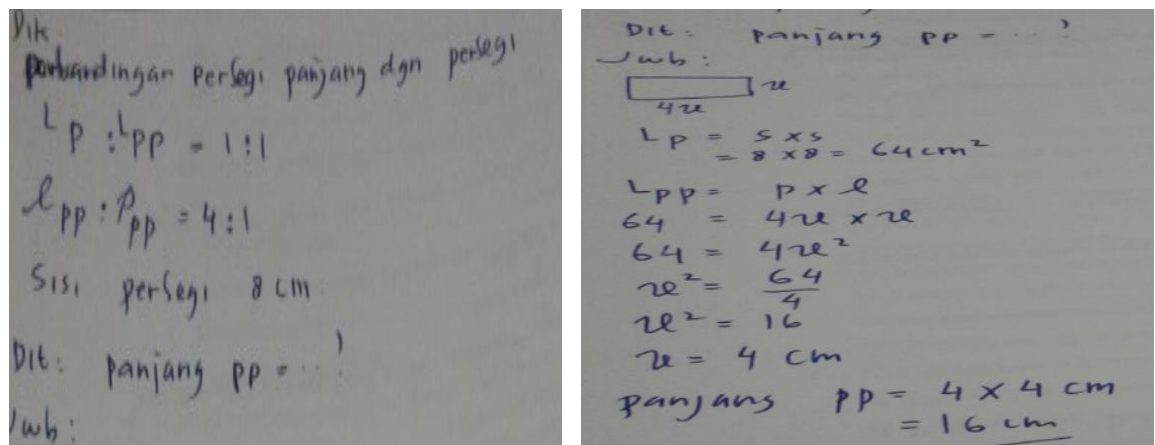 Dik
perbandingan persegi panjang dgn persegi
LP : LPP = 1:1
lpp : Ppp = 4:1
Sisi persegi 8 cm
Dit: panjang pp = ...?
Jwb:
Dit: panjang pp = ...?
Jwb:
x
4x
LP = s x s
= 8 x 8 = 64 cm²
LPP = p x l
64 = 4x x x
64 = 4x²
x² = 64/4
x² = 16
x = 4 cm
panjang pp = 4 x 4 cm
= 16 cm